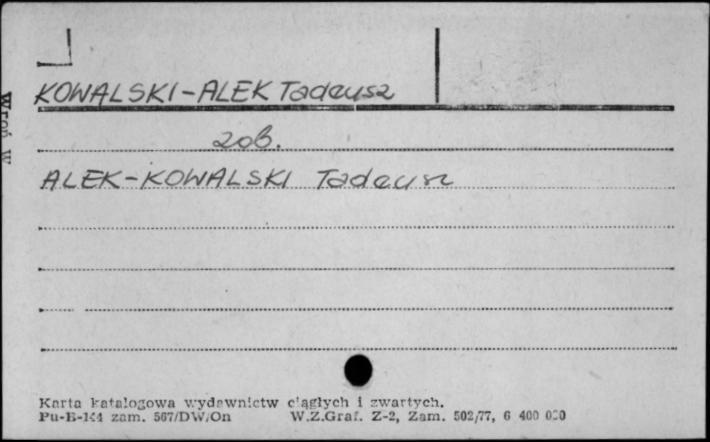 KOWALSKI-ALEK Tadeusz
zob.
ALEK-KOWALSKI Tadeusz
Karta katalogowa wydawnictw ciągłych i zwartych.
Pu-B-144 zam. 567/DW/On W.Z.Graf. Z-2, Zam. 502/77, 6 400 000